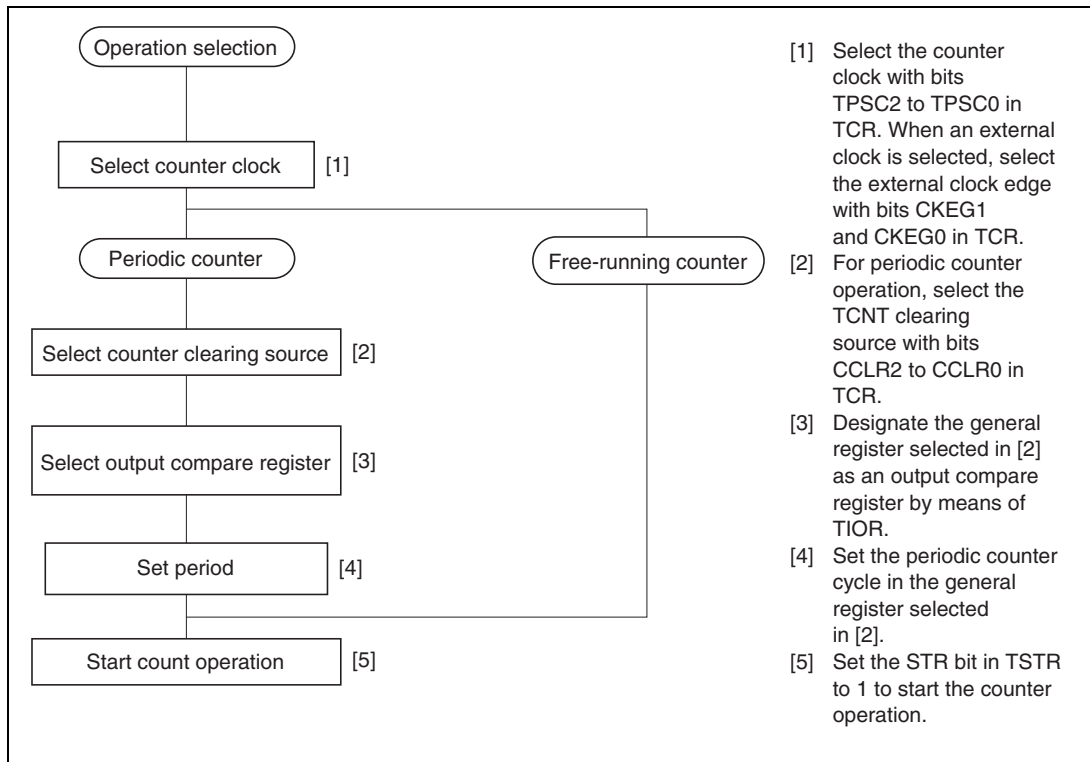 Operation selection
Select counter clock [1]
Periodic counter
Free-running counter
Select counter clearing source [2]
Select output compare register [3]
Set period [4]
Start count operation [5]
[1] Select the counter
clock with bits
TPSC2 to TPSC0 in
TCR. When an external
clock is selected, select
the external clock edge
with bits CKEG1
and CKEG0 in TCR.
[2] For periodic counter
operation, select the
TCNT clearing
source with bits
CCLR2 to CCLR0 in
TCR.
[3] Designate the general
register selected in [2]
as an output compare
register by means of
TIOR.
[4] Set the periodic counter
cycle in the general
register selected
in [2].
[5] Set the STR bit in TSTR
to 1 to start the counter
operation.